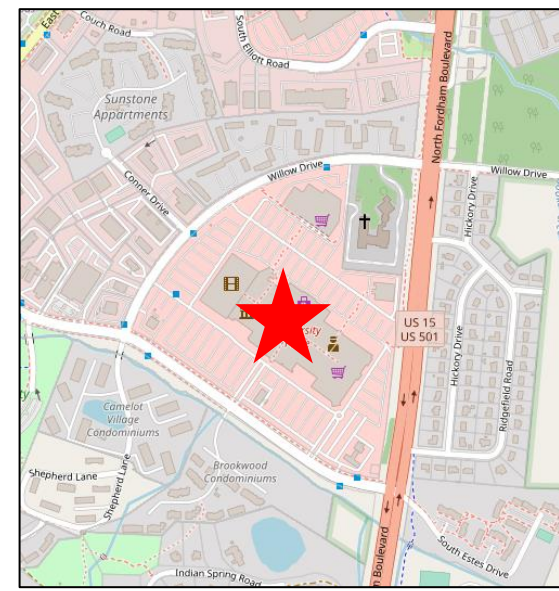 East
Couch Road
South Elliott Road
North Fordham Boulevard
Sunstone
Appartments
Willow Drive
Willow Drive
Conner Drive
Hickory Drive
US 15
US 501
Hickory Drive
Ridgefield Road
Camelot
Village
Condominiums
Brookwood
Condominiums
Shepherd Lane
Shepherd Lane
South Estes Drive
Indian Spring Road
Boulevard